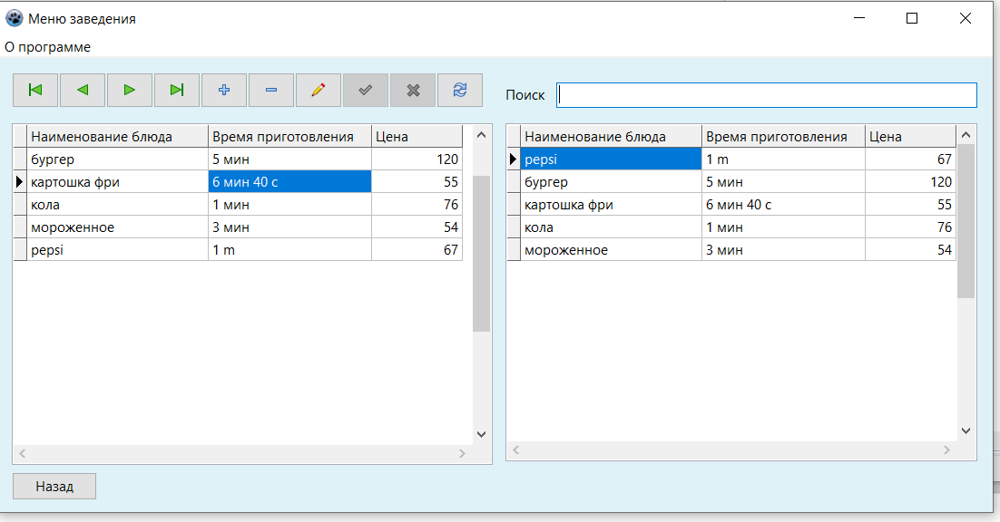 Меню заведения
О программе
Поиск
Наименование блюда Время приготовления Цена
бургер 5 мин 120
картошка фри 6 мин 40 с 55
кола 1 мин 76
мороженное 3 мин 54
pepsi 1 m 67
Наименование блюда Время приготовления Цена
pepsi 1 m 67
бургер 5 мин 120
картошка фри 6 мин 40 с 55
кола 1 мин 76
мороженное 3 мин 54
Назад